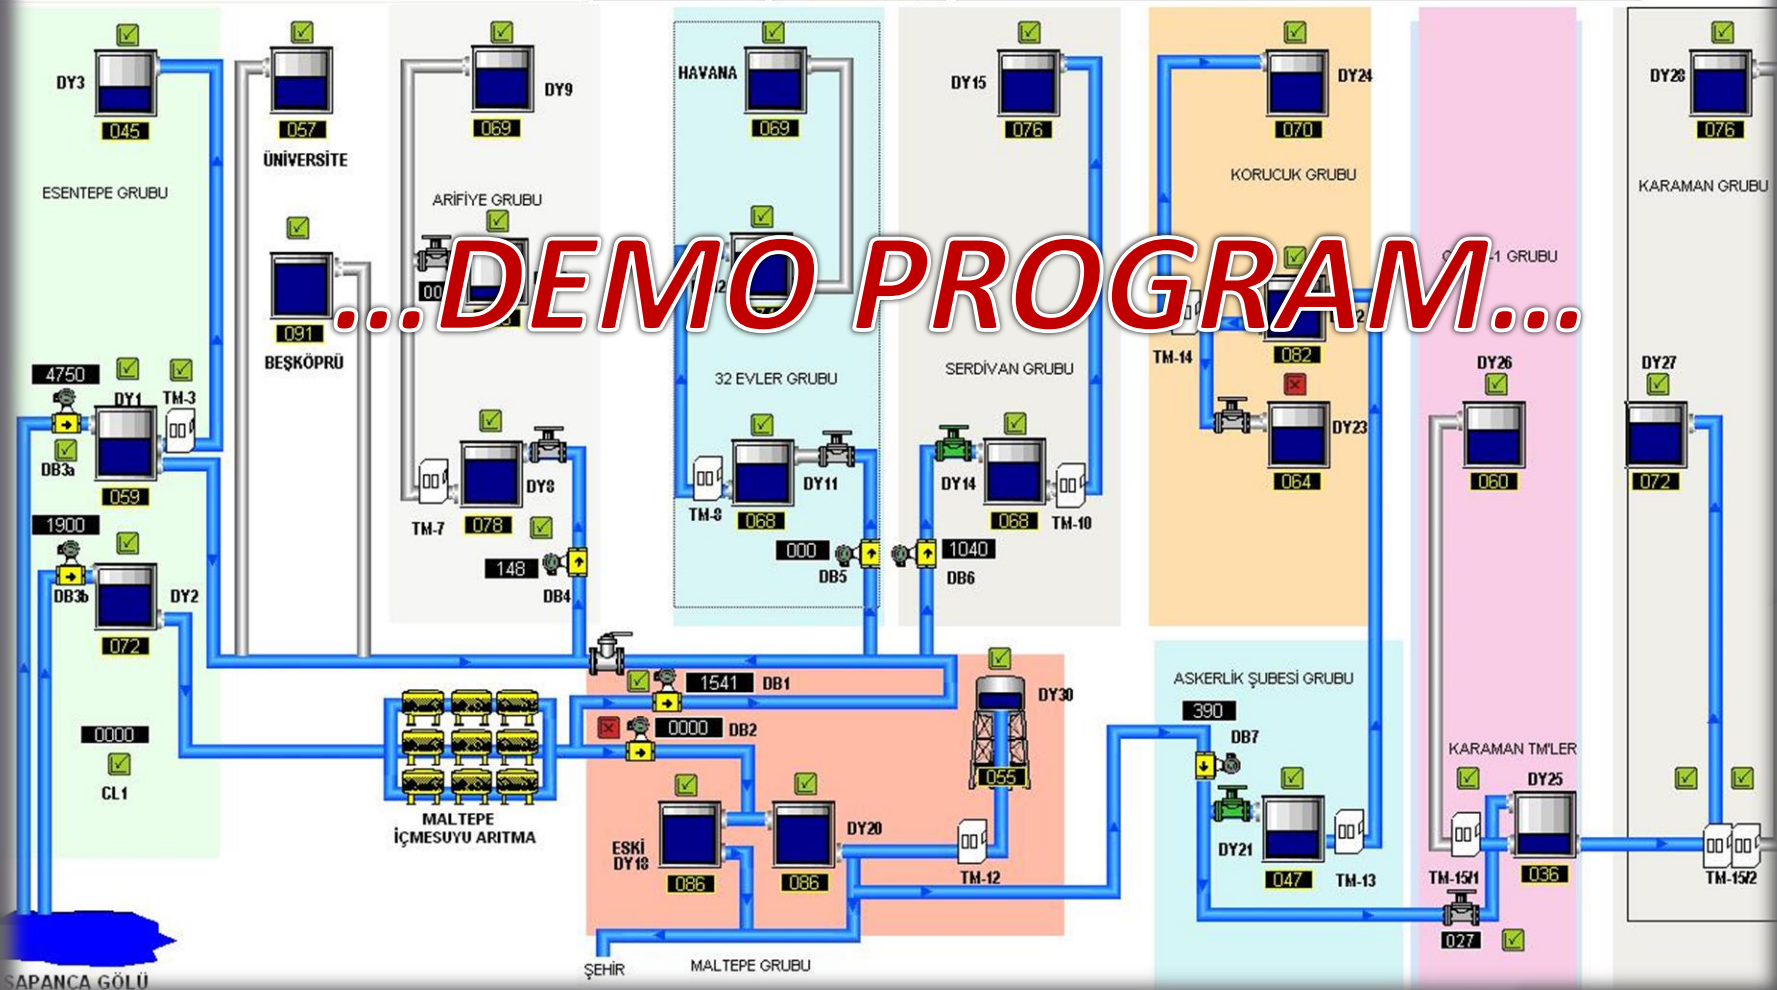 DY3
045
057
ÜNİVERSİTE
DY9
069
HAVANA
069
DY15
076
DY24
070
DY28
076
ESENTEPE GRUBU
ARİFİYE GRUBU
KORUCUK GRUBU
KARAMAN GRUBU
-1 GRUBU
...DEMO PROGRAM...
091
BEŞKÖPRÜ
TM-14
082
32 EVLER GRUBU
SERDİVAN GRUBU
DY26
DY27
4750
DY1
TM-3
DB3a
059
DY23
064
060
072
TM-7
DY8
078
TM-8
DY11
068
DY14
068
TM-10
1900
DB3b
DY2
072
148
DB4
000
DB5
1040
DB6
1541
DB1
0000
DB2
DY30
055
ASKERLİK ŞUBESİ GRUBU
390
DB7
KARAMAN TM'LER
DY25
0000
CL1
MALTEPE
İÇMESUYU ARITMA
ESKİ
DY18
086
DY20
086
TM-12
DY21
047
TM-13
TM-15/1
036
TM-15/2
027
ŞEHİR
MALTEPE GRUBU
SAPANCA GÖLÜ